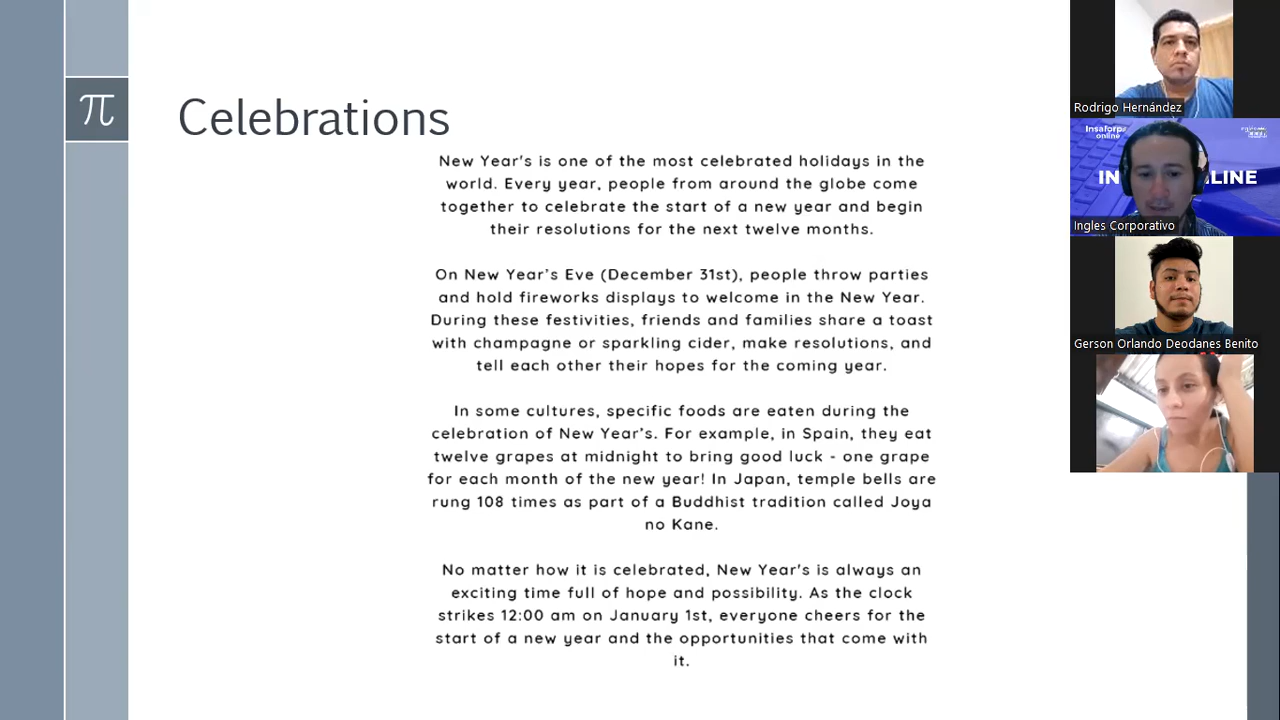 π
Celebrations
New Year's is one of the most celebrated holidays in the
world. Every year, people from around the globe come
together to celebrate the start of a new year and begin
their resolutions for the next twelve months.
On New Year's Eve (December 31st), people throw parties
and hold fireworks displays to welcome in the New Year.
During these festivities, friends and families share a toast
with champagne or sparkling cider, make resolutions, and
tell each other their hopes for the coming year.
In some cultures, specific foods are eaten during the
celebration of New Year's. For example, in Spain, they eat
twelve grapes at midnight to bring good luck - one grape
for each month of the new year! In Japan, temple bells are
rung 108 times as part of a Buddhist tradition called Joya
no Kane.
No matter how it is celebrated, New Year's is always an
exciting time full of hope and possibility. As the clock
strikes 12:00 am on January 1st, everyone cheers for the
start of a new year and the opportunities that come with
it.
Rodrigo Hernández
Insaforp
online
IN LINE
Ingles Corporativo
Gerson Orlando Deodanes Benito